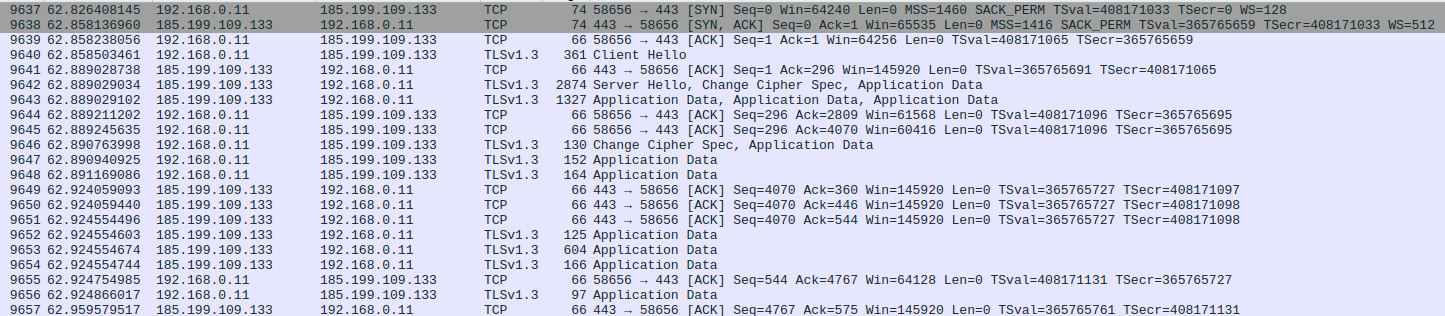 9637 62.826408145 192.168.0.11 185.199.109.133 TCP 74 58656 → 443 [SYN] Seq=0 Win=64240 Len=0 MSS=1460 SACK_PERM TSval=408171033 TSecr=0 WS=128
9638 62.858136960 185.199.109.133 192.168.0.11 TCP 74 443 → 58656 [SYN, ACK] Seq=0 Ack=1 Win=65535 Len=0 MSS=1416 SACK_PERM TSval=365765659 TSecr=408171033 WS=512
9639 62.858238056 192.168.0.11 185.199.109.133 TCP 66 58656 → 443 [ACK] Seq=1 Ack=1 Win=64256 Len=0 TSval=408171065 TSecr=365765659
9640 62.858503461 192.168.0.11 185.199.109.133 TLSv1.3 361 Client Hello
9641 62.889028738 185.199.109.133 192.168.0.11 TCP 66 443 → 58656 [ACK] Seq=1 Ack=296 Win=145920 Len=0 TSval=365765691 TSecr=408171065
9642 62.889029034 185.199.109.133 192.168.0.11 TLSv1.3 2874 Server Hello, Change Cipher Spec, Application Data
9643 62.889029102 185.199.109.133 192.168.0.11 TLSv1.3 1327 Application Data, Application Data, Application Data
9644 62.889211202 192.168.0.11 185.199.109.133 TCP 66 58656 → 443 [ACK] Seq=296 Ack=2809 Win=61568 Len=0 TSval=408171096 TSecr=365765695
9645 62.889245635 192.168.0.11 185.199.109.133 TCP 66 58656 → 443 [ACK] Seq=296 Ack=4070 Win=60416 Len=0 TSval=408171096 TSecr=365765695
9646 62.890763998 192.168.0.11 185.199.109.133 TLSv1.3 130 Change Cipher Spec, Application Data
9647 62.890940925 192.168.0.11 185.199.109.133 TLSv1.3 152 Application Data
9648 62.891169086 192.168.0.11 185.199.109.133 TLSv1.3 164 Application Data
9649 62.924059093 185.199.109.133 192.168.0.11 TCP 66 443 → 58656 [ACK] Seq=4070 Ack=360 Win=145920 Len=0 TSval=365765727 TSecr=408171097
9650 62.924059440 185.199.109.133 192.168.0.11 TCP 66 443 → 58656 [ACK] Seq=4070 Ack=446 Win=145920 Len=0 TSval=365765727 TSecr=408171098
9651 62.924554496 185.199.109.133 192.168.0.11 TCP 66 443 → 58656 [ACK] Seq=4070 Ack=544 Win=145920 Len=0 TSval=365765727 TSecr=408171098
9652 62.924554603 185.199.109.133 192.168.0.11 TLSv1.3 125 Application Data
9653 62.924554674 185.199.109.133 192.168.0.11 TLSv1.3 604 Application Data
9654 62.924554744 185.199.109.133 192.168.0.11 TLSv1.3 166 Application Data
9655 62.924754985 192.168.0.11 185.199.109.133 TCP 66 58656 → 443 [ACK] Seq=544 Ack=4767 Win=64128 Len=0 TSval=408171131 TSecr=365765727
9656 62.924866017 192.168.0.11 185.199.109.133 TLSv1.3 97 Application Data
9657 62.959579517 185.199.109.133 192.168.0.11 TCP 66 443 → 58656 [ACK] Seq=4767 Ack=575 Win=145920 Len=0 TSval=365765761 TSecr=408171131